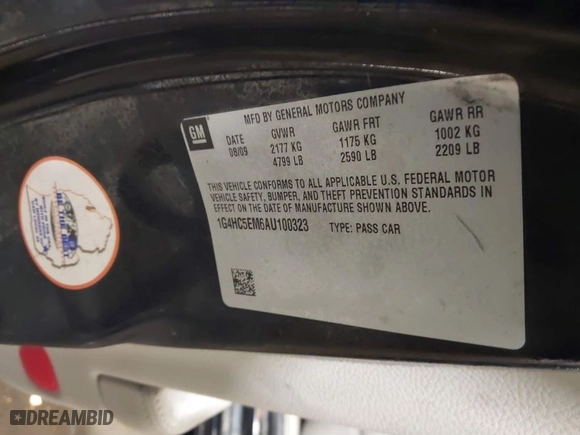 GM
MFD BY GENERAL MOTORS COMPANY
DATE GVWR GAWR FRT GAWR RR
08/09 2177 KG 1175 KG 1002 KG
4799 LB 2590 LB 2209 LB
THIS VEHICLE CONFORMS TO ALL APPLICABLE U.S. FEDERAL MOTOR
VEHICLE SAFETY, BUMPER, AND THEFT PREVENTION STANDARDS IN
EFFECT ON THE DATE OF MANUFACTURE SHOWN ABOVE.
1G4HC5EM6AU100323 TYPE: PASS CAR
DREAMBID